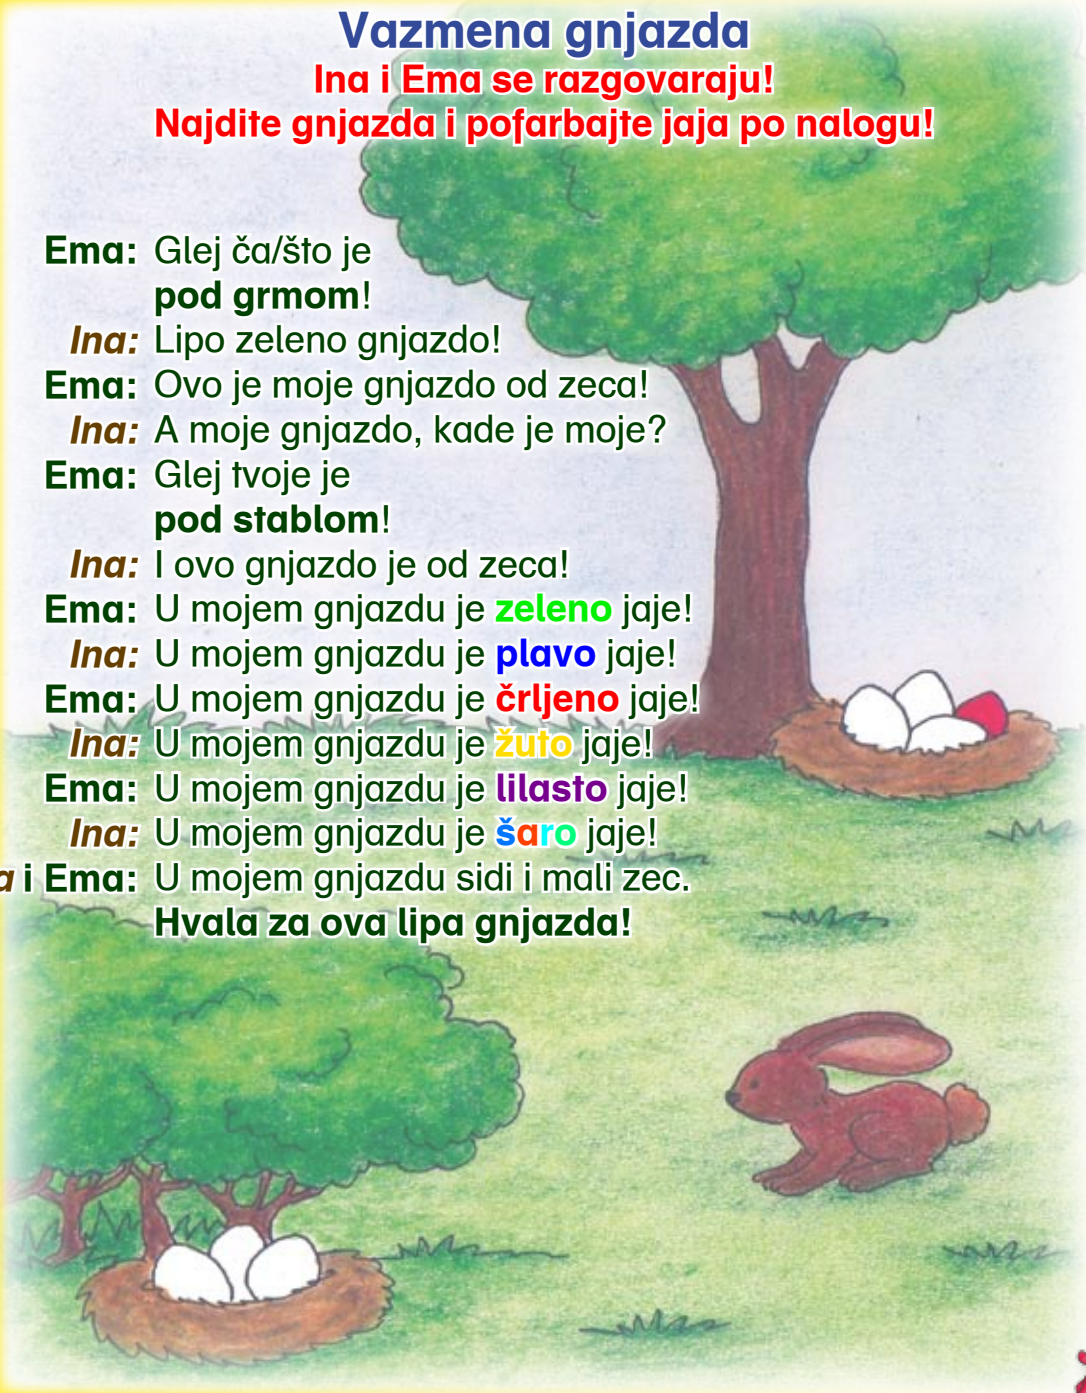 Vazmena gnjazda
Ina i Ema se razgovaraju!
Najdite gnjazda i pofarbajte jaja po nalogu!
Ema: Glej ča/što je
pod grmom!
Ina: Lipo zeleno gnjazdo!
Ema: Ovo je moje gnjazdo od zeca!
Ina: A moje gnjazdo, kade je moje?
Ema: Glej tvoje je
pod stablom!
Ina: I ovo gnjazdo je od zeca!
Ema: U mojem gnjazdu je zeleno jaje!
Ina: U mojem gnjazdu je plavo jaje!
Ema: U mojem gnjazdu je črljeno jaje!
Ina: U mojem gnjazdu je žuto jaje!
Ema: U mojem gnjazdu je lilasto jaje!
Ina: U mojem gnjazdu je šaro jaje!
a i Ema: U mojem gnjazdu sidi i mali zec.
Hvala za ova lipa gnjazda!